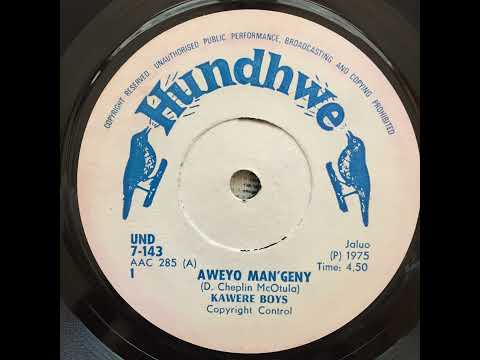 COPYRIGHT RESERVED. UNAUTHORISED PUBLIC PERFORMANCE, BROADCASTING AND COPYING PROHIBITED
Hundhwe
UND
7-143
AAC 285 (A)
1
Jaluo
(P) 1975
Time: 4.50
AWEYO MAN'GENY
(D. Cheplin McOtula)
KAWERE BOYS
Copyright Control